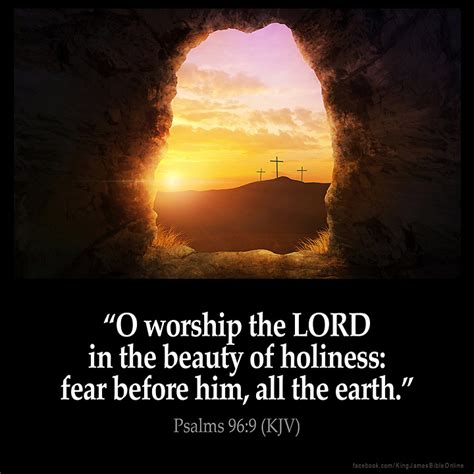 “O worship the LORD
in the beauty of holiness:
fear before him, all the earth.”
Psalms 96:9 (KJV)
facebook.com/KingJamesBibleOnline